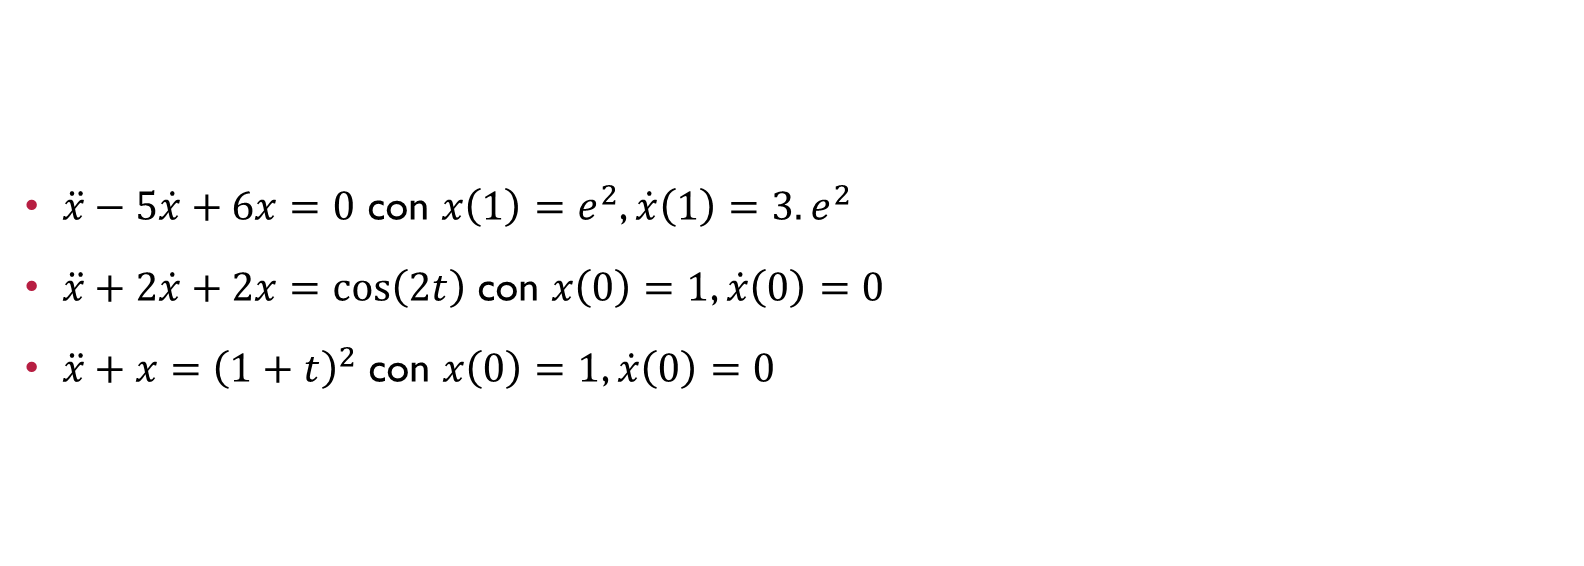 • ẍ − 5ẋ + 6x = 0 con x(1) = e², ẋ(1) = 3. e²
• ẍ + 2ẋ + 2x = cos(2t) con x(0) = 1, ẋ(0) = 0
• ẍ + x = (1 + t)² con x(0) = 1, ẋ(0) = 0